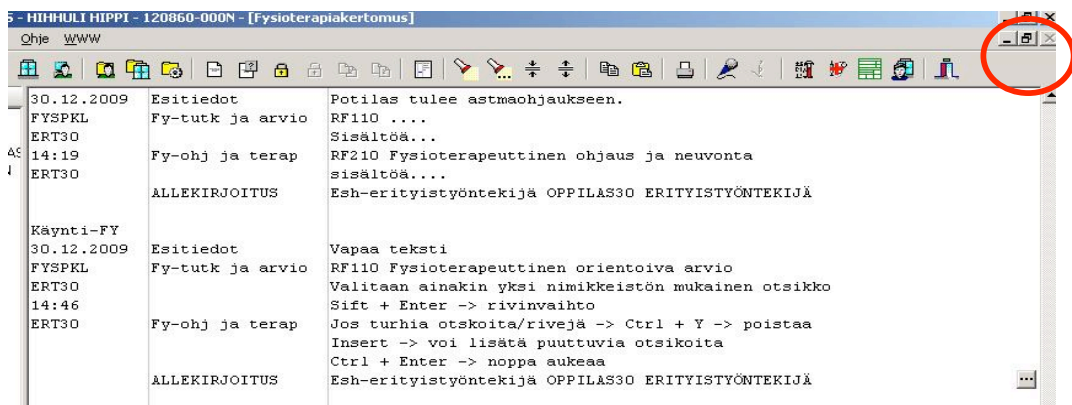 S - HIHHULI HIPPI - 120860-000N - [Fysioterapiakertomus]
Ohje WWW
30.12.2009 Esitiedot Potilas tulee astmaohjaukseen.
FYSPKL Fy-tutk ja arvio RF110 ....
ERT30 Sisältöä...
14:19 Fy-ohj ja terap RF210 Fysioterapeuttinen ohjaus ja neuvonta
ERT30 sisältöä....
ALLEKIRJOITUS Esh-erityistyöntekijä OPPILAS30 ERITYISTYÖNTEKIJÄ
Käynti-FY
30.12.2009 Esitiedot Vapaa teksti
FYSPKL Fy-tutk ja arvio RF110 Fysioterapeuttinen orientoiva arvio
ERT30 Valitaan ainakin yksi nimikkeistön mukainen otsikko
14:46 Sift + Enter -> rivinvaihto
ERT30 Fy-ohj ja terap Jos turhia otskoita/rivejä -> Ctrl + Y -> poistaa
Insert -> voi lisätä puuttuvia otsikoita
Ctrl + Enter -> noppa aukeaa
ALLEKIRJOITUS Esh-erityistyöntekijä OPPILAS30 ERITYISTYÖNTEKIJÄ